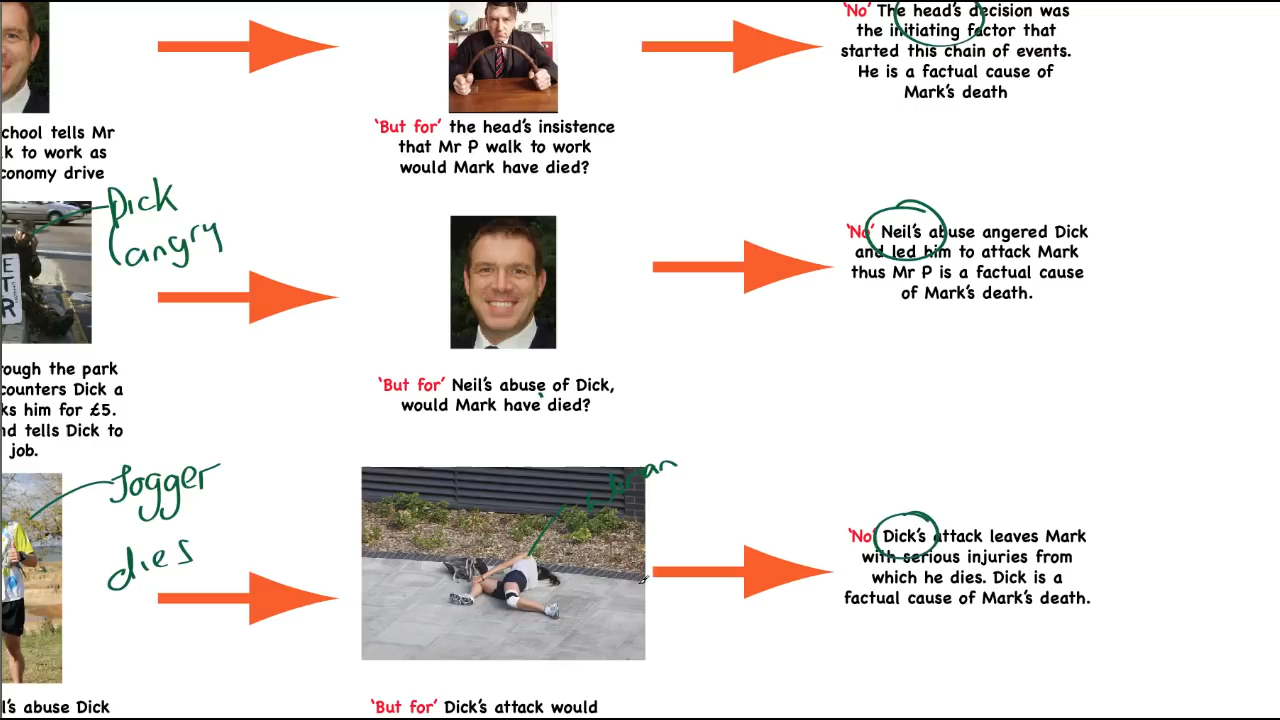 'No' The head's decision was
the initiating factor that
started this chain of events.
He is a factual cause of
Mark's death
chool tells Mr
k to work as
conomy drive
'But for' the head's insistence
that Mr P walk to work
would Mark have died?
Dick
angry
E
T
R
'No' Neil's abuse angered Dick
and led him to attack Mark
thus Mr P is a factual cause
of Mark's death.
rough the park
counters Dick a
ks him for £5.
nd tells Dick to
job.
'But for' Neil's abuse of Dick,
would Mark have died?
Jogger
dies
'No' Dick's attack leaves Mark
with serious injuries from
which he dies. Dick is a
factual cause of Mark's death.
l's abuse Dick
'But for' Dick's attack would